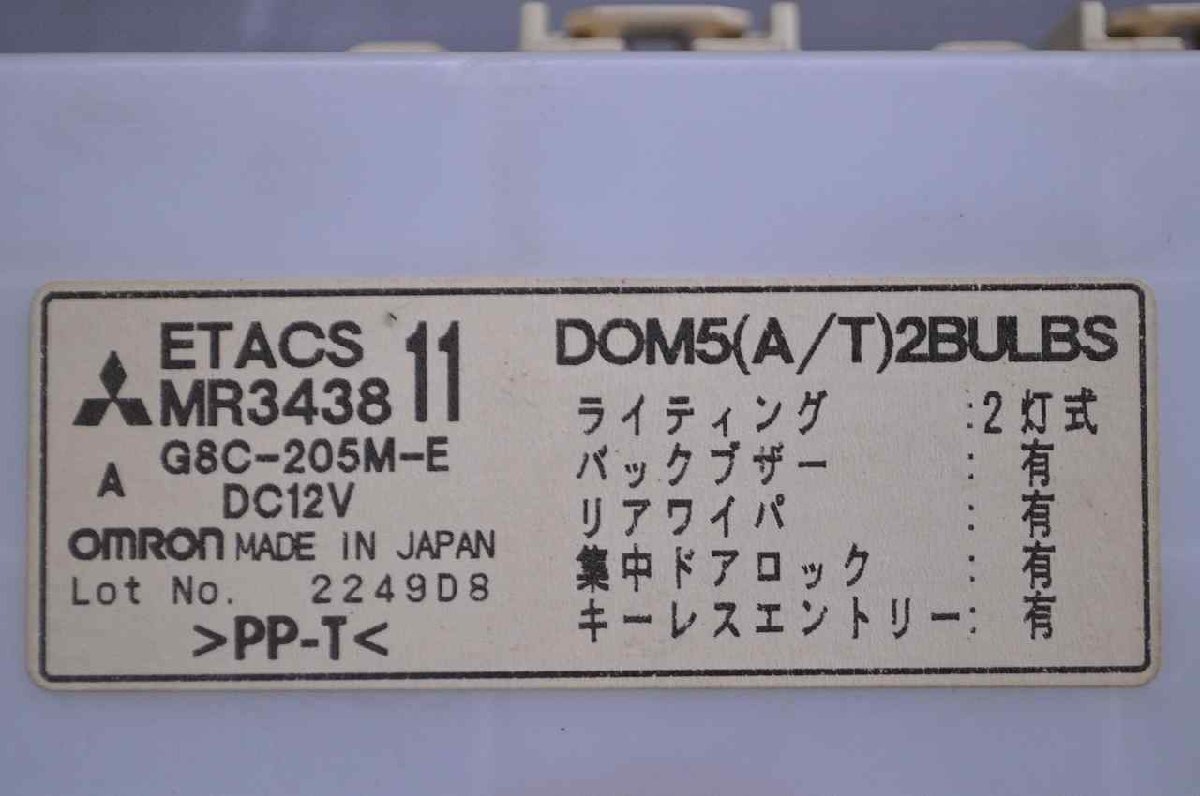 ETACS 11
MR3438
G8C-205M-E
A
DC12V
omron MADE IN JAPAN
Lot No. 2249D8
>PP-T<
DOM5(A/T)2BULBS
ライティング :2灯式
バックブザー : 有
リアワイパ : 有
集中ドアロック : 有
キーレスエントリー: 有